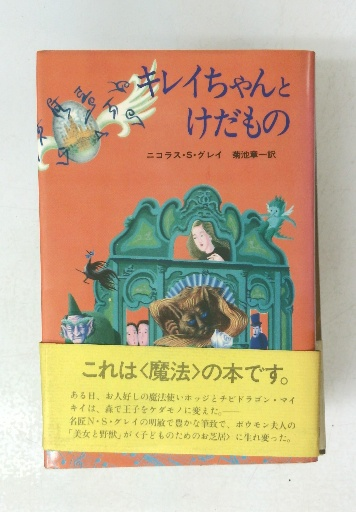 キレイちゃんと
けだもの
ニコラス・S・グレイ 菊池章一訳
これは〈魔法〉の本です。
ある日、お人好しの魔法使いホッジとチビドラゴン・マイ
キイは、森で王子をケダモノに変えた。――
名匠N・S・グレイの明敏で豊かな筆致で、ボウモン夫人の
「美女と野獣」が〈子どものためのお芝居〉に生れ変った。